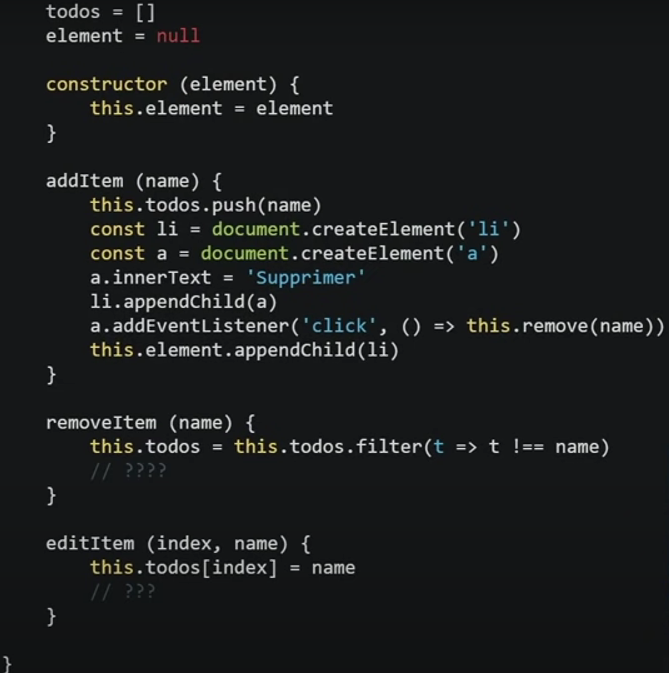 todos = []
element = null
constructor (element) {
this.element = element
}
addItem (name) {
this.todos.push(name)
const li = document.createElement('li')
const a = document.createElement('a')
a.innerText = 'Supprimer'
li.appendChild(a)
a.addEventListener('click', () => this.remove(name))
this.element.appendChild(li)
}
removeItem (name) {
this.todos = this.todos.filter(t => t !== name)
// ????
}
editItem (index, name) {
this.todos[index] = name
// ???
}
}